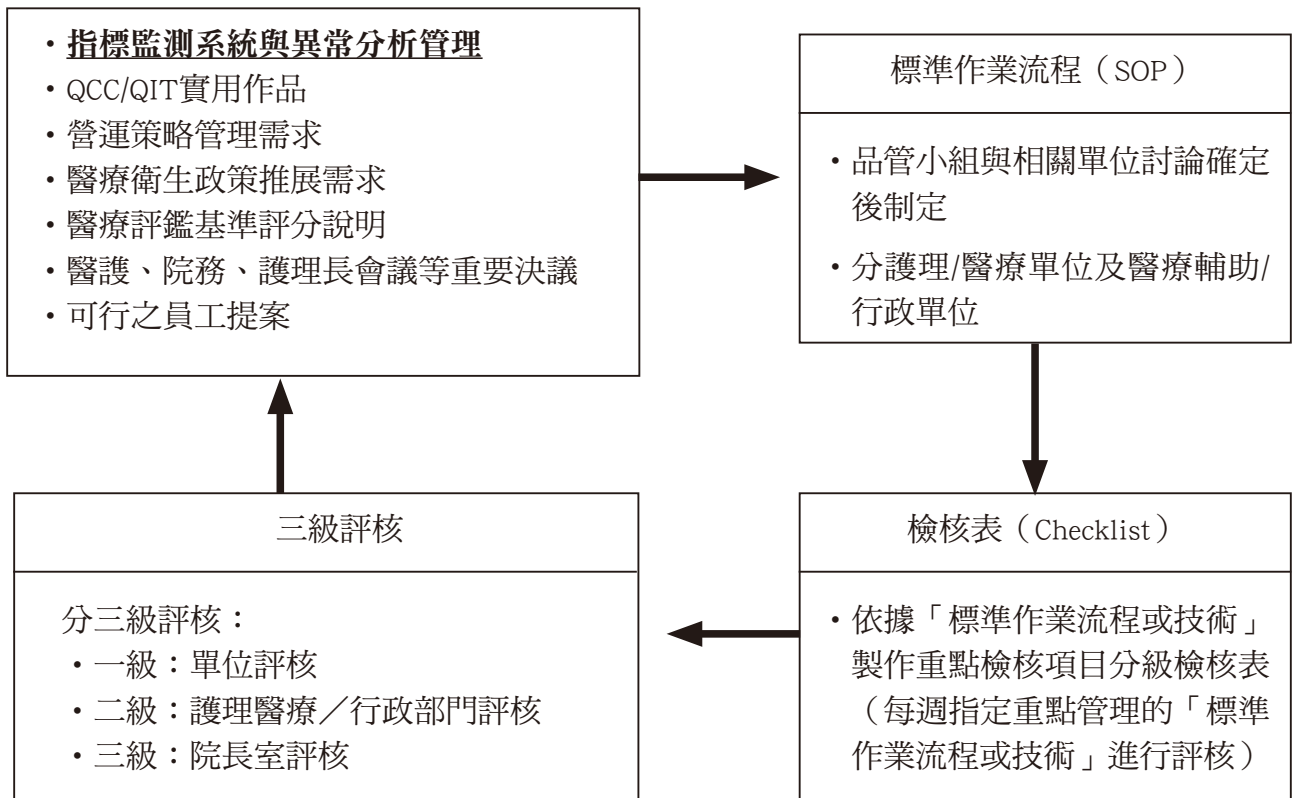 ・指標監測系統與異常分析管理
・QCC/QIT實用作品
・營運策略管理需求
・醫療衛生政策推展需求
・醫療評鑑基準評分說明
・醫護、院務、護理長會議等重要決議
・可行之員工提案
標準作業流程（SOP）
・品管小組與相關單位討論確定
後制定
・分護理/醫療單位及醫療輔助/
行政單位
檢核表（Checklist）
・依據「標準作業流程或技術」
製作重點檢核項目分級檢核表
（每週指定重點管理的「標準
作業流程或技術」進行評核）
三級評核
分三級評核：
・一級：單位評核
・二級：護理醫療／行政部門評核
・三級：院長室評核